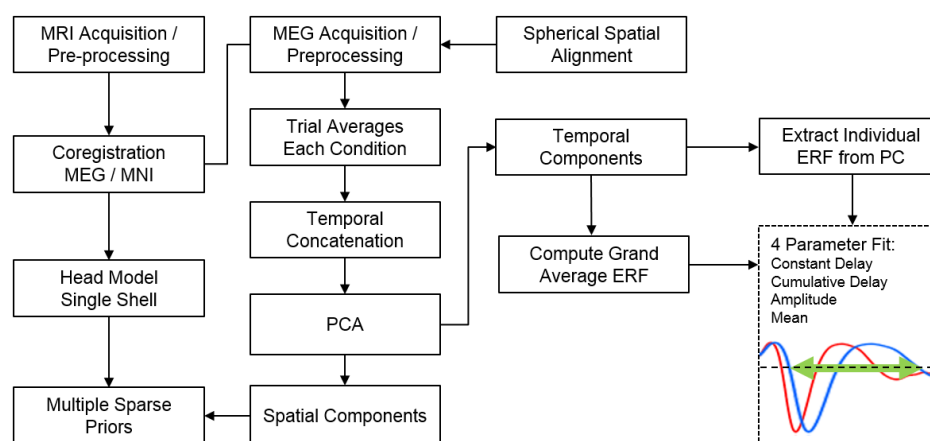 MRI Acquisition /
Pre-processing
MEG Acquisition /
Preprocessing
Spherical Spatial
Alignment
Trial Averages
Each Condition
Coregistration
MEG / MNI
Temporal
Components
Extract Individual
ERF from PC
Temporal
Concatenation
Compute Grand
Average ERF
4 Parameter Fit:
Constant Delay
Cumulative Delay
Amplitude
Mean
Head Model
Single Shell
PCA
Multiple Sparse
Priors
Spatial Components